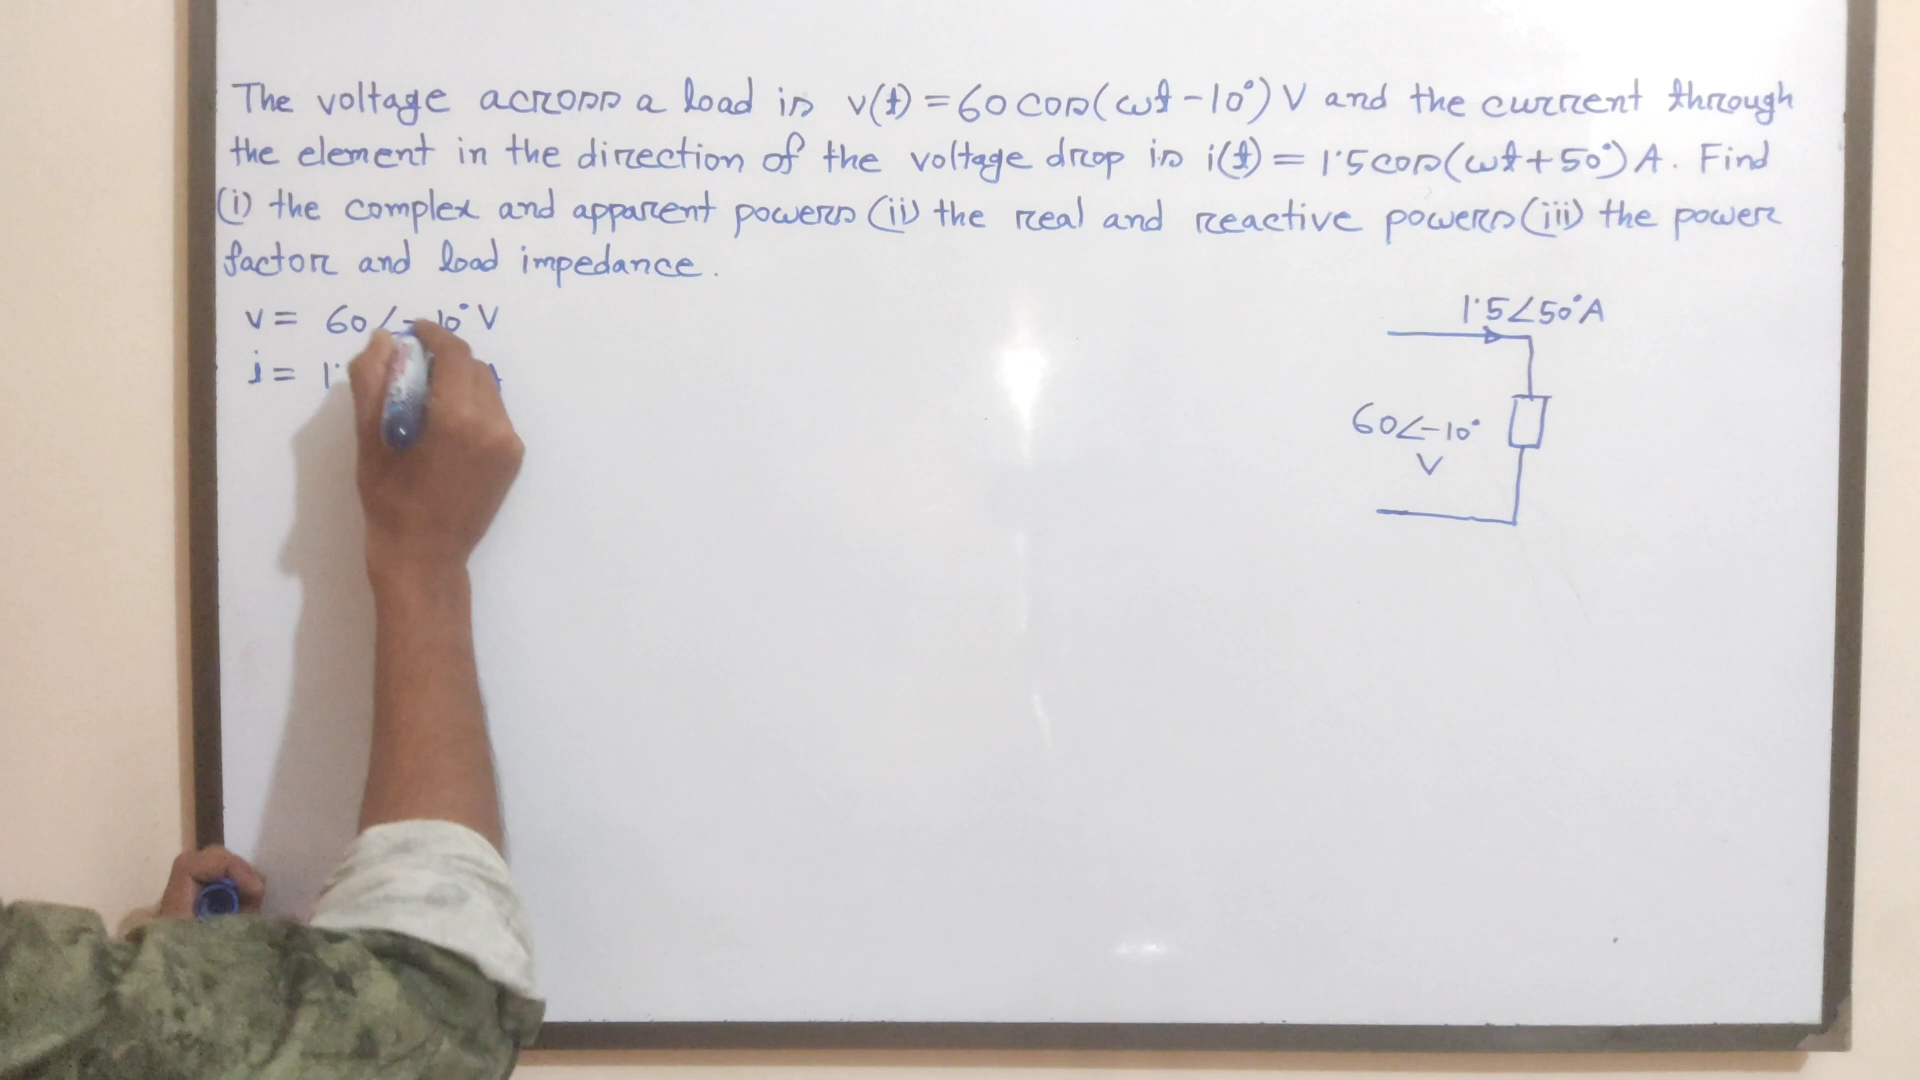 The voltage across a load is v(t) = 60 cos(ωt - 10°) V and the current through
the element in the direction of the voltage drop is i(t) = 1.5 cos(ωt + 50°) A. Find
(i) the complex and apparent powers (ii) the real and reactive powers (iii) the power
factor and load impedance.
v = 60∠-10° V
i = 1.
1.5∠50° A
60∠-10°
V